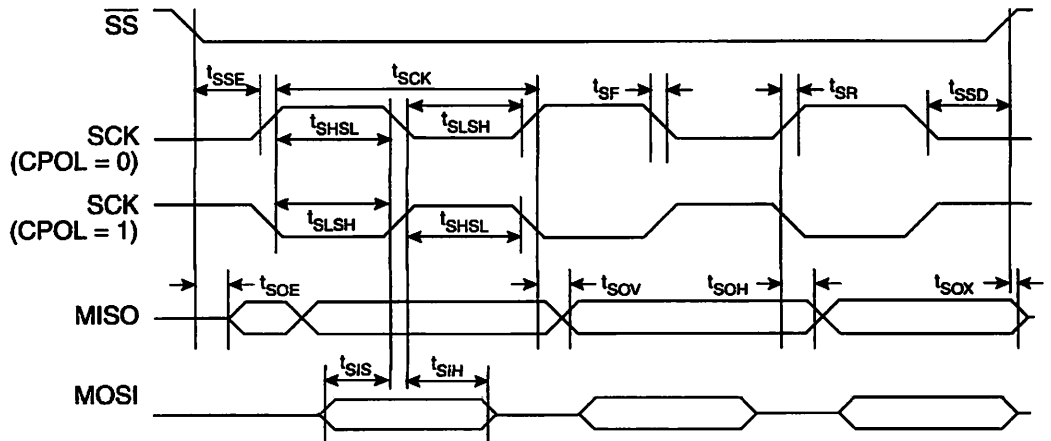 SS
tSSE
tSCK
tSF
tSR
tSSD
SCK
(CPOL = 0)
tSHSL
tSLSH
SCK
(CPOL = 1)
tSLSH
tSHSL
tSOE
tSOV
tSOH
tSOX
MISO
tSIS
tSIH
MOSI